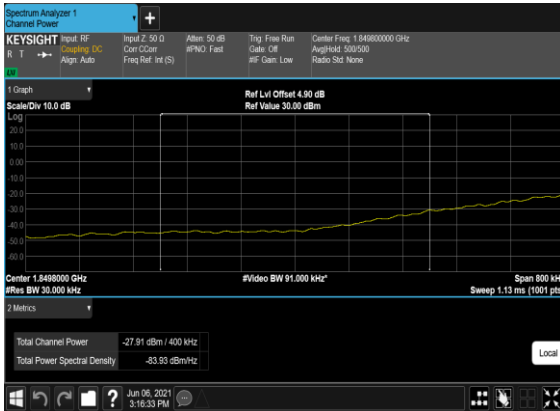 Spectrum Analyzer 1
Channel Power
+
KEYSIGHT Input: RF Input Z: 50 Ω Atten: 50 dB Trig: Free Run Center Freq: 1.849800000 GHz
R T Coupling: DC Corr CCorr #PNO: Fast Gate: Off Avg|Hold: 500/500
Align: Auto Freq Ref: Int (S) #IF Gain: Low Radio Std: None
1 Graph
Scale/Div 10.0 dB Ref Lvl Offset 4.90 dB
Ref Value 30.00 dBm
Log
20.0
10.0
0.00
-10.0
-20.0
-30.0
-40.0
-50.0
-60.0
Center 1.8498000 GHz #Video BW 91.000 kHz* Span 800 kH
#Res BW 30.000 kHz Sweep 1.13 ms (1001 pts
2 Metrics
Total Channel Power -27.91 dBm / 400 kHz
Total Power Spectral Density -83.93 dBm/Hz
Local
? Jun 06, 2021
3:16:33 PM